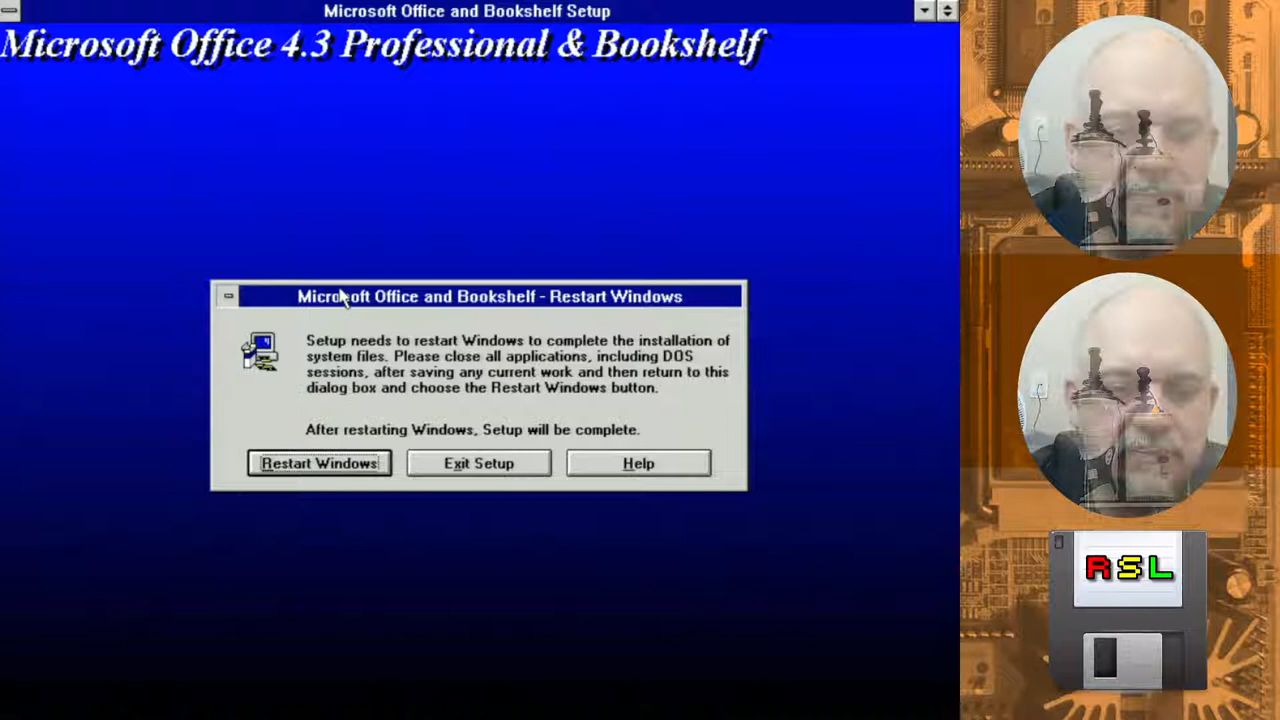 Microsoft Office and Bookshelf Setup
Microsoft Office 4.3 Professional & Bookshelf
Microsoft Office and Bookshelf - Restart Windows
Setup needs to restart Windows to complete the installation of
system files. Please close all applications, including DOS
sessions, after saving any current work and then return to this
dialog box and choose the Restart Windows button.
After restarting Windows, Setup will be complete.
Restart Windows
Exit Setup
Help
RSL